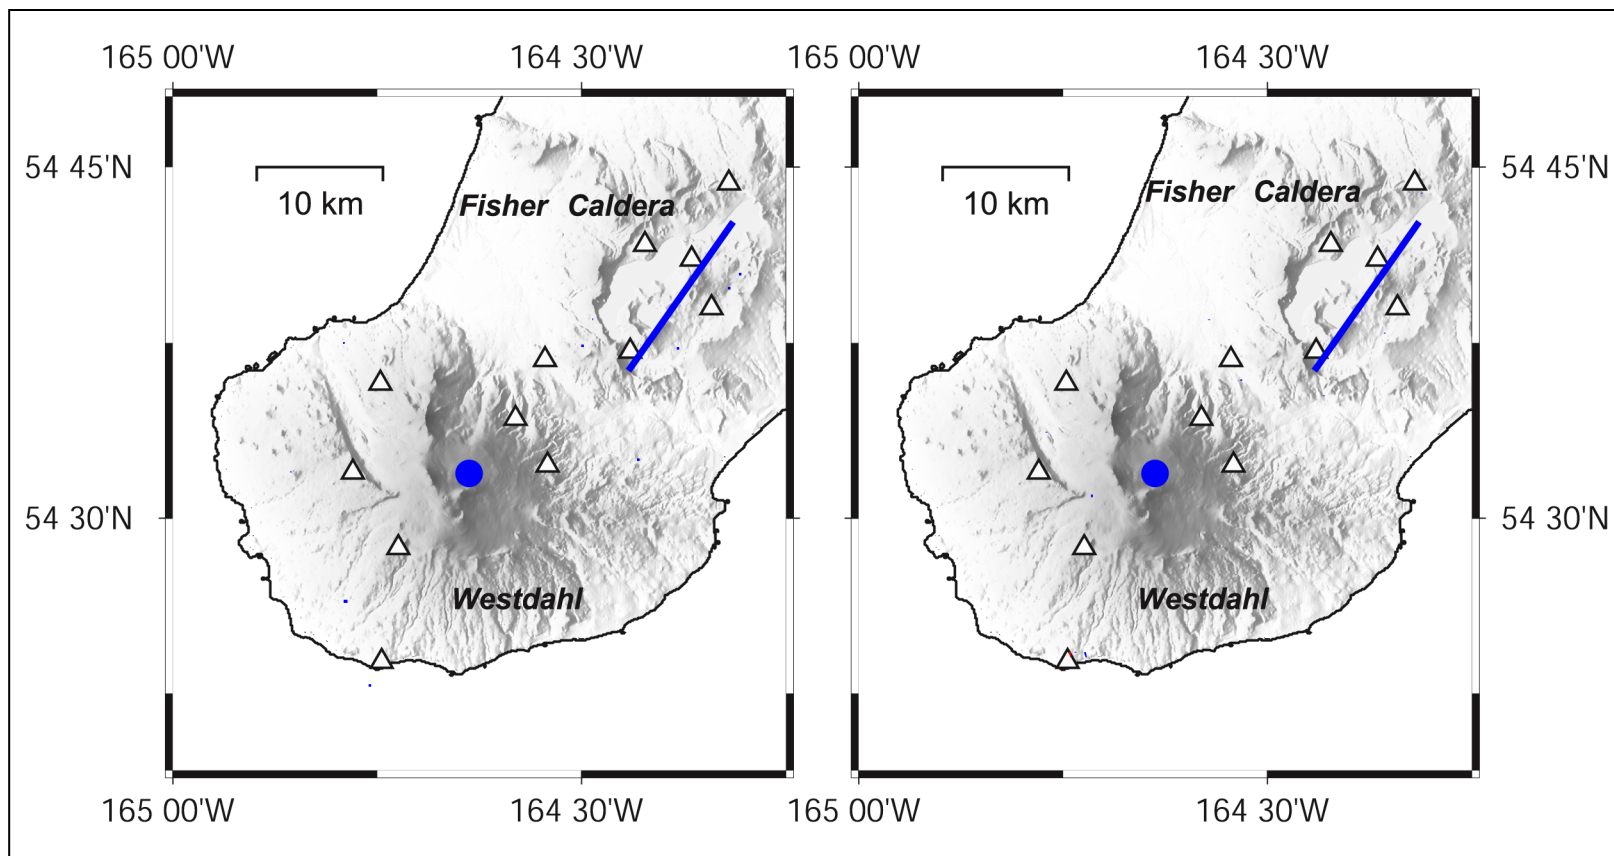 165 00'W 164 30'W 165 00'W 164 30'W
54 45'N 54 45'N
10 km 10 km
Fisher Caldera Fisher Caldera
54 30'N 54 30'N
Westdahl Westdahl
165 00'W 164 30'W 165 00'W 164 30'W